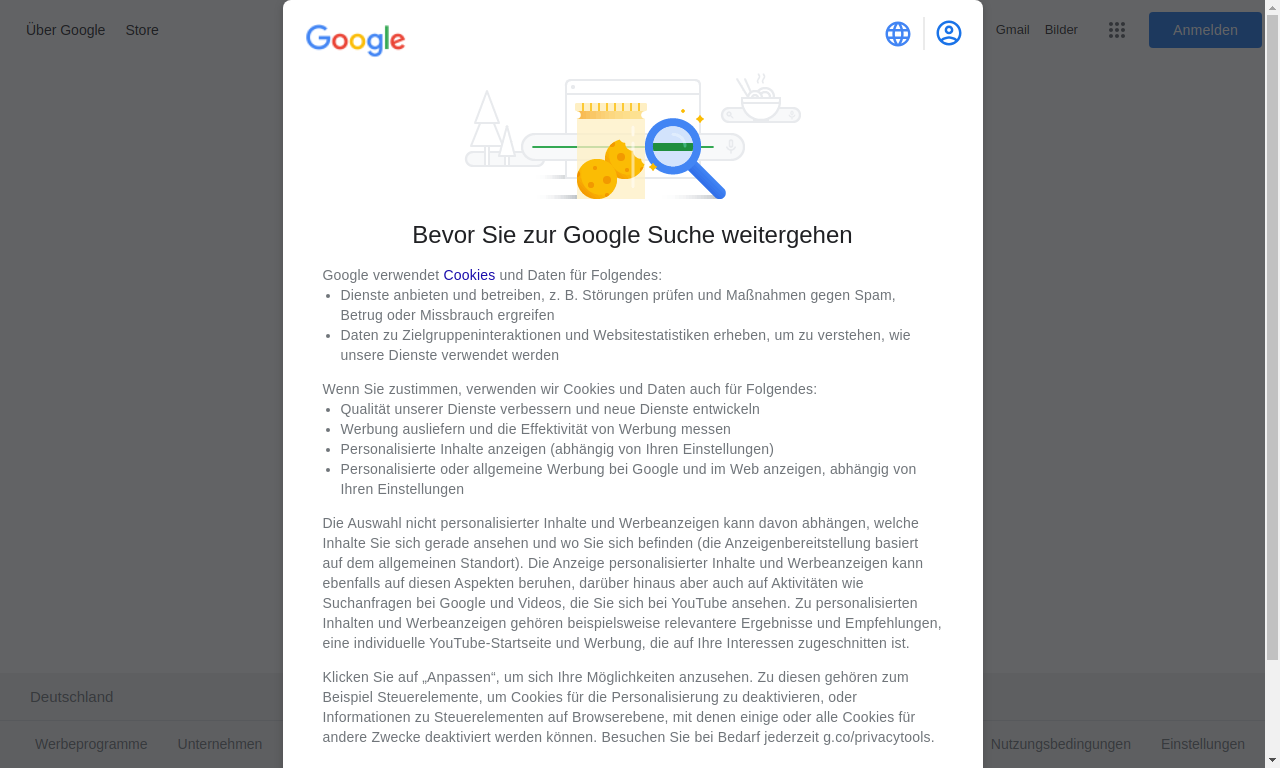 Über Google
Store
Gmail
Bilder
Anmelden
Google
Bevor Sie zur Google Suche weitergehen
Google verwendet Cookies und Daten für Folgendes:
Dienste anbieten und betreiben, z. B. Störungen prüfen und Maßnahmen gegen Spam,
Betrug oder Missbrauch ergreifen
Daten zu Zielgruppeninteraktionen und Websitestatistiken erheben, um zu verstehen, wie
unsere Dienste verwendet werden
Wenn Sie zustimmen, verwenden wir Cookies und Daten auch für Folgendes:
Qualität unserer Dienste verbessern und neue Dienste entwickeln
Werbung ausliefern und die Effektivität von Werbung messen
Personalisierte Inhalte anzeigen (abhängig von Ihren Einstellungen)
Personalisierte oder allgemeine Werbung bei Google und im Web anzeigen, abhängig von
Ihren Einstellungen
Die Auswahl nicht personalisierter Inhalte und Werbeanzeigen kann davon abhängen, welche
Inhalte Sie sich gerade ansehen und wo Sie sich befinden (die Anzeigenbereitstellung basiert
auf dem allgemeinen Standort). Die Anzeige personalisierter Inhalte und Werbeanzeigen kann
ebenfalls auf diesen Aspekten beruhen, darüber hinaus aber auch auf Aktivitäten wie
Suchanfragen bei Google und Videos, die Sie sich bei YouTube ansehen. Zu personalisierten
Inhalten und Werbeanzeigen gehören beispielsweise relevantere Ergebnisse und Empfehlungen,
eine individuelle YouTube-Startseite und Werbung, die auf Ihre Interessen zugeschnitten ist.
Klicken Sie auf „Anpassen“, um sich Ihre Möglichkeiten anzusehen. Zu diesen gehören zum
Beispiel Steuerelemente, um Cookies für die Personalisierung zu deaktivieren, oder
Informationen zu Steuerelementen auf Browserebene, mit denen einige oder alle Cookies für
andere Zwecke deaktiviert werden können. Besuchen Sie bei Bedarf jederzeit g.co/privacytools.
Deutschland
Werbeprogramme
Unternehmen
Nutzungsbedingungen
Einstellungen